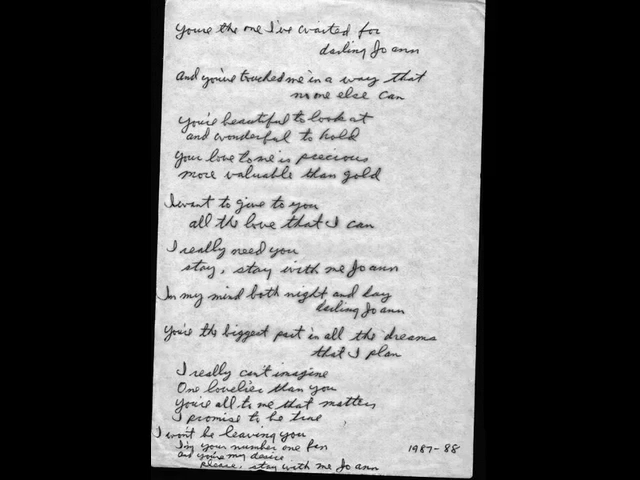 You're the one I've waited for
darling Jo ann
And you've touched me in a way that
no one else can
You're beautiful to look at
and wonderful to hold
Your love to me is precious
more valuable than gold
I want to give to you
all the love that I can
I really need you
stay, stay with me Jo ann
In my mind both night and day
darling Jo ann
You're the biggest part in all the dreams
that I plan
I really can't imagine
One lovelier than you
You're all to me that matters
I promise to be true
I won't be leaving you
I'm your number one fan
and you're my desire
please, stay with me Jo ann
1987-88